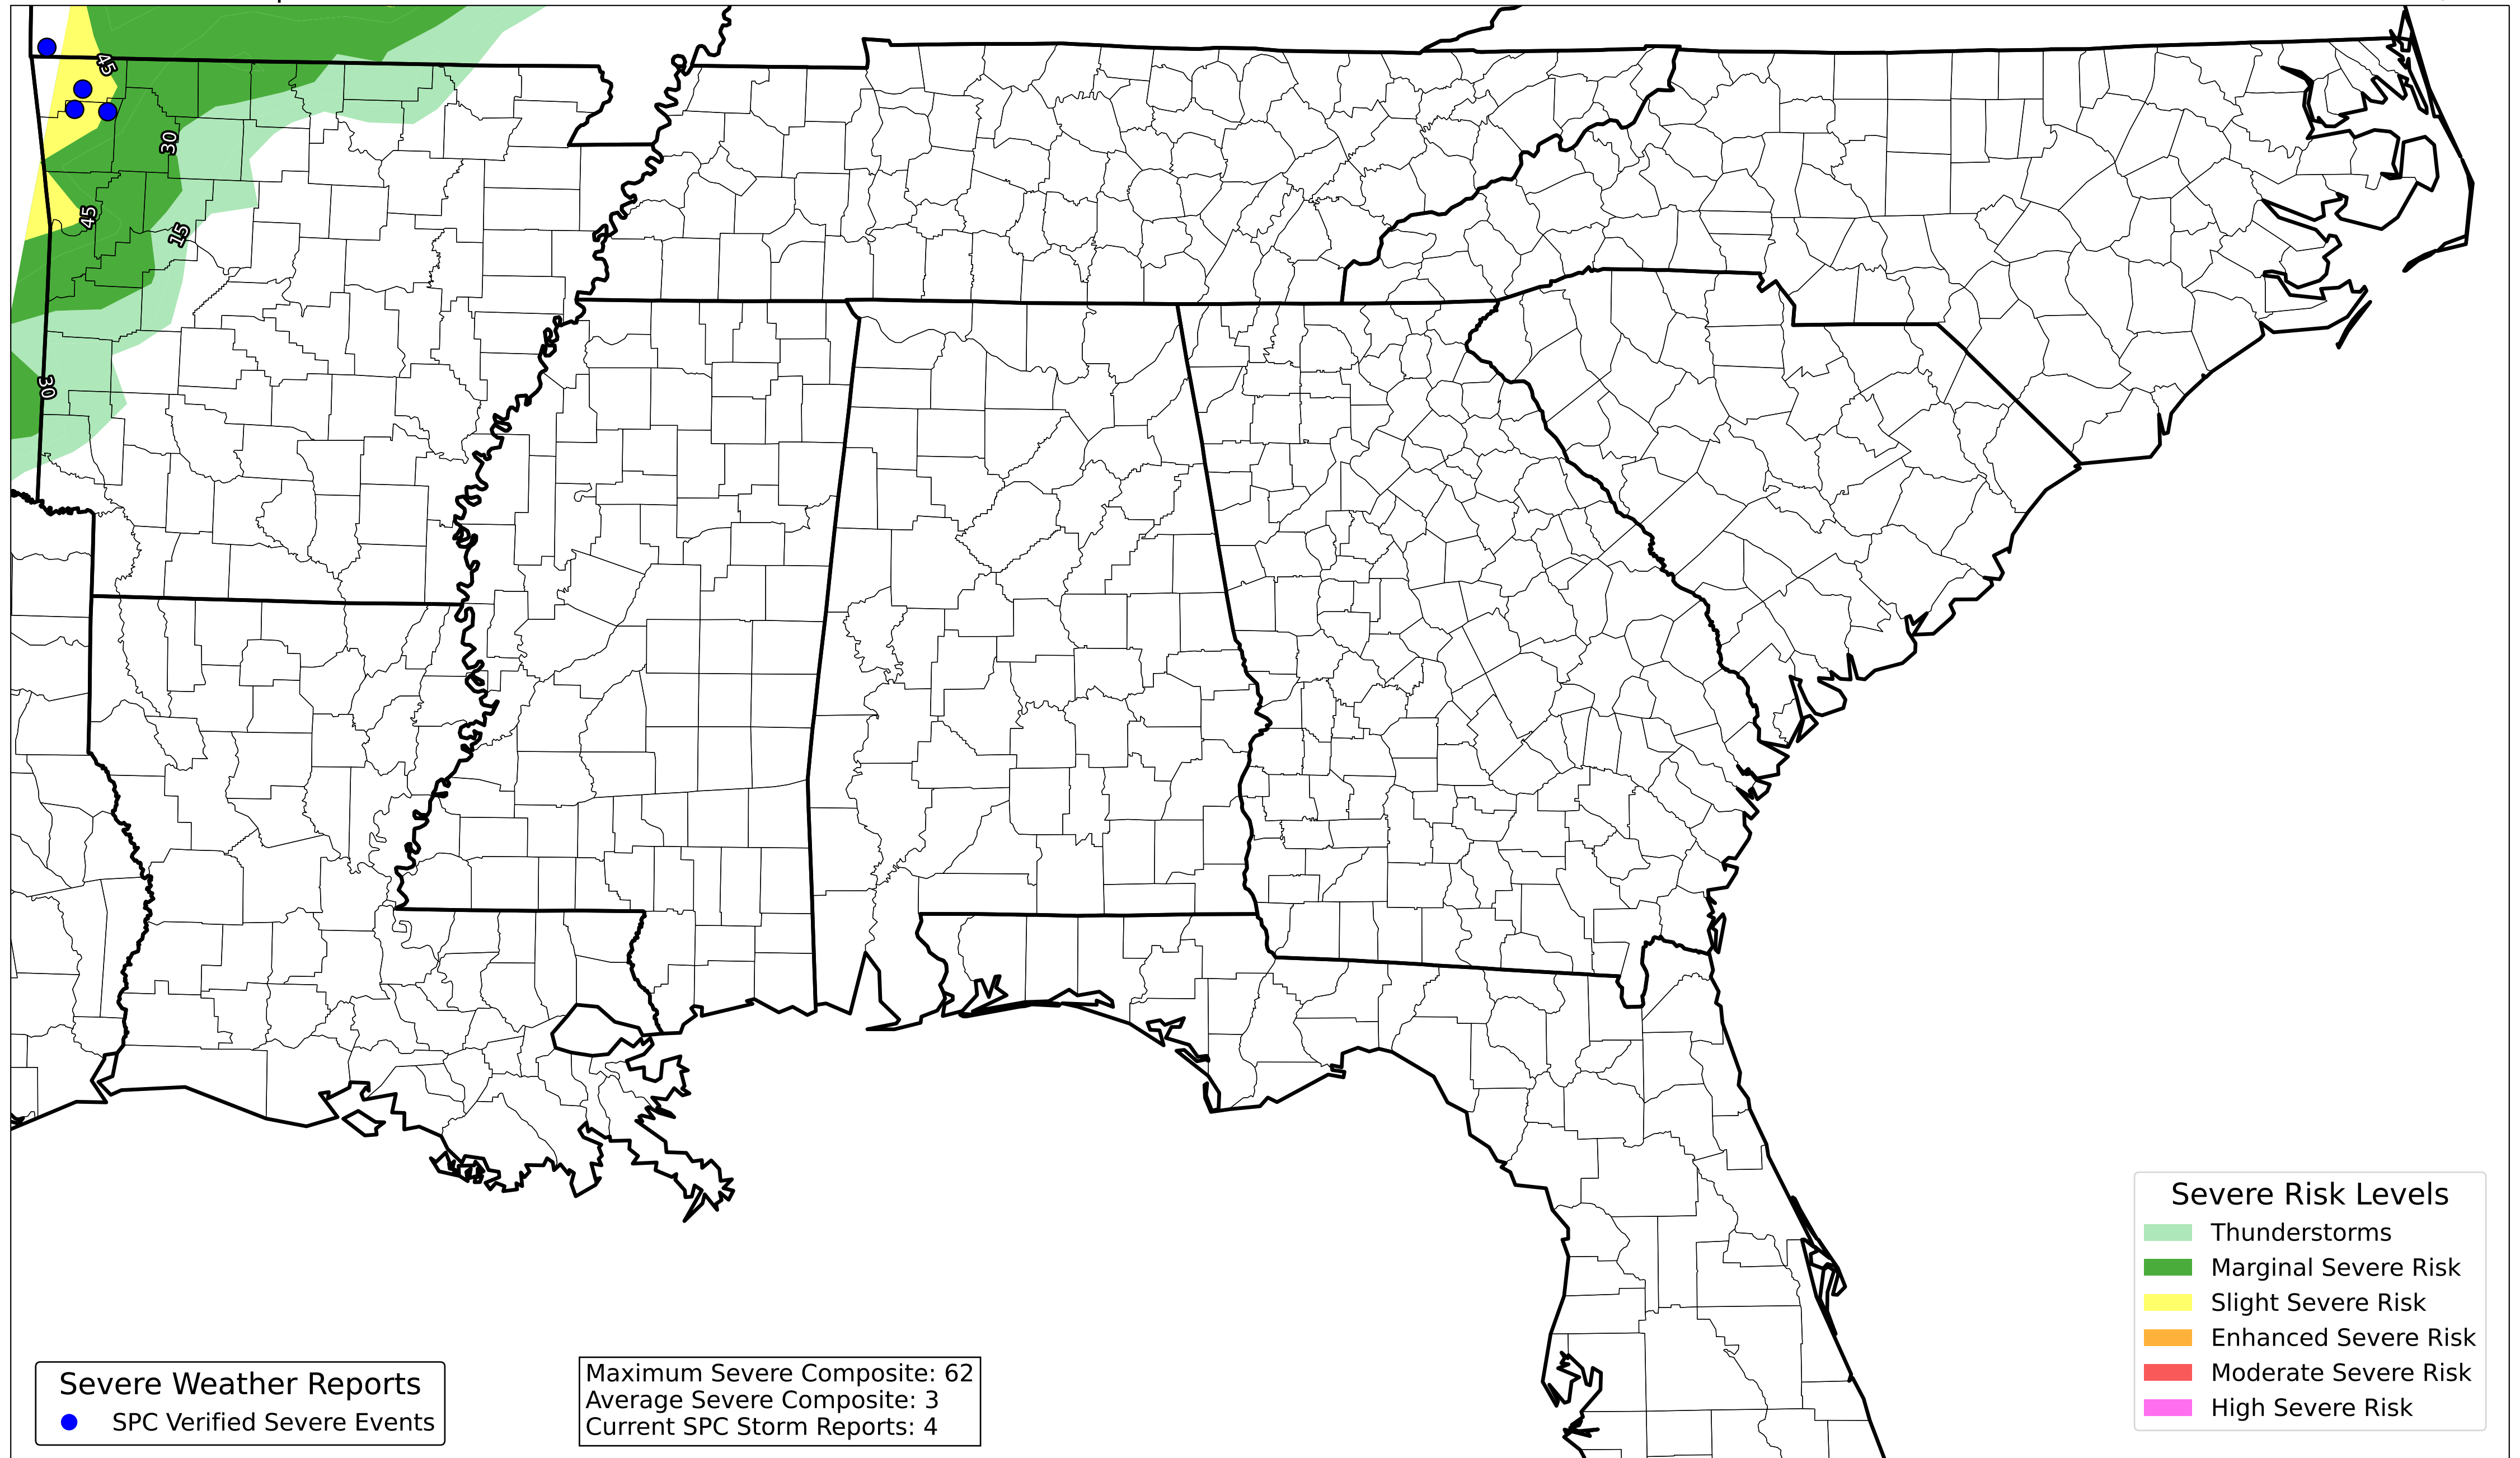 45
30
45
15
30
Severe Risk Levels
Thunderstorms
Marginal Severe Risk
Slight Severe Risk
Enhanced Severe Risk
Moderate Severe Risk
High Severe Risk
Severe Weather Reports
SPC Verified Severe Events
Maximum Severe Composite: 62
Average Severe Composite: 3
Current SPC Storm Reports: 4